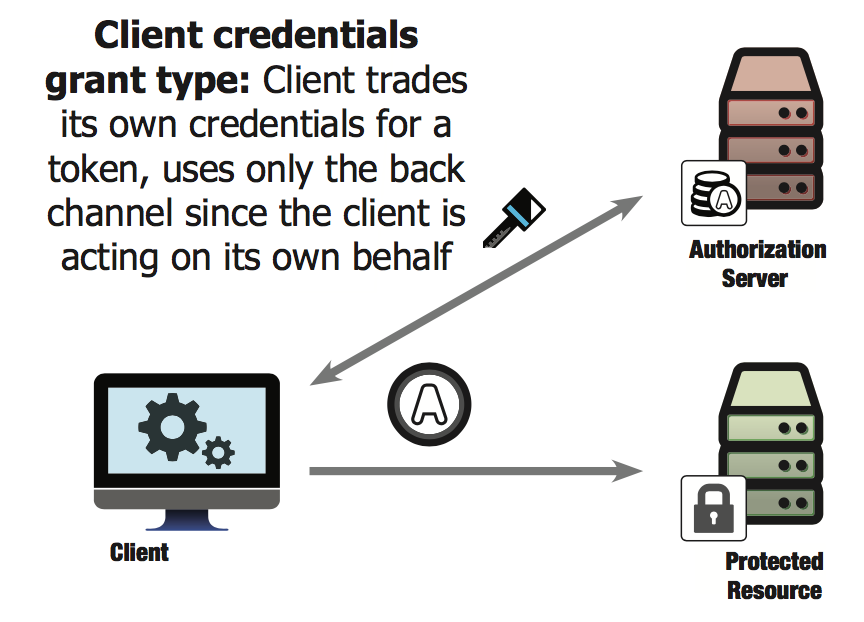 Client credentials
grant type: Client trades
its own credentials for a
token, uses only the back
channel since the client is
acting on its own behalf
A
Authorization
Server
A
Client
Protected
Resource